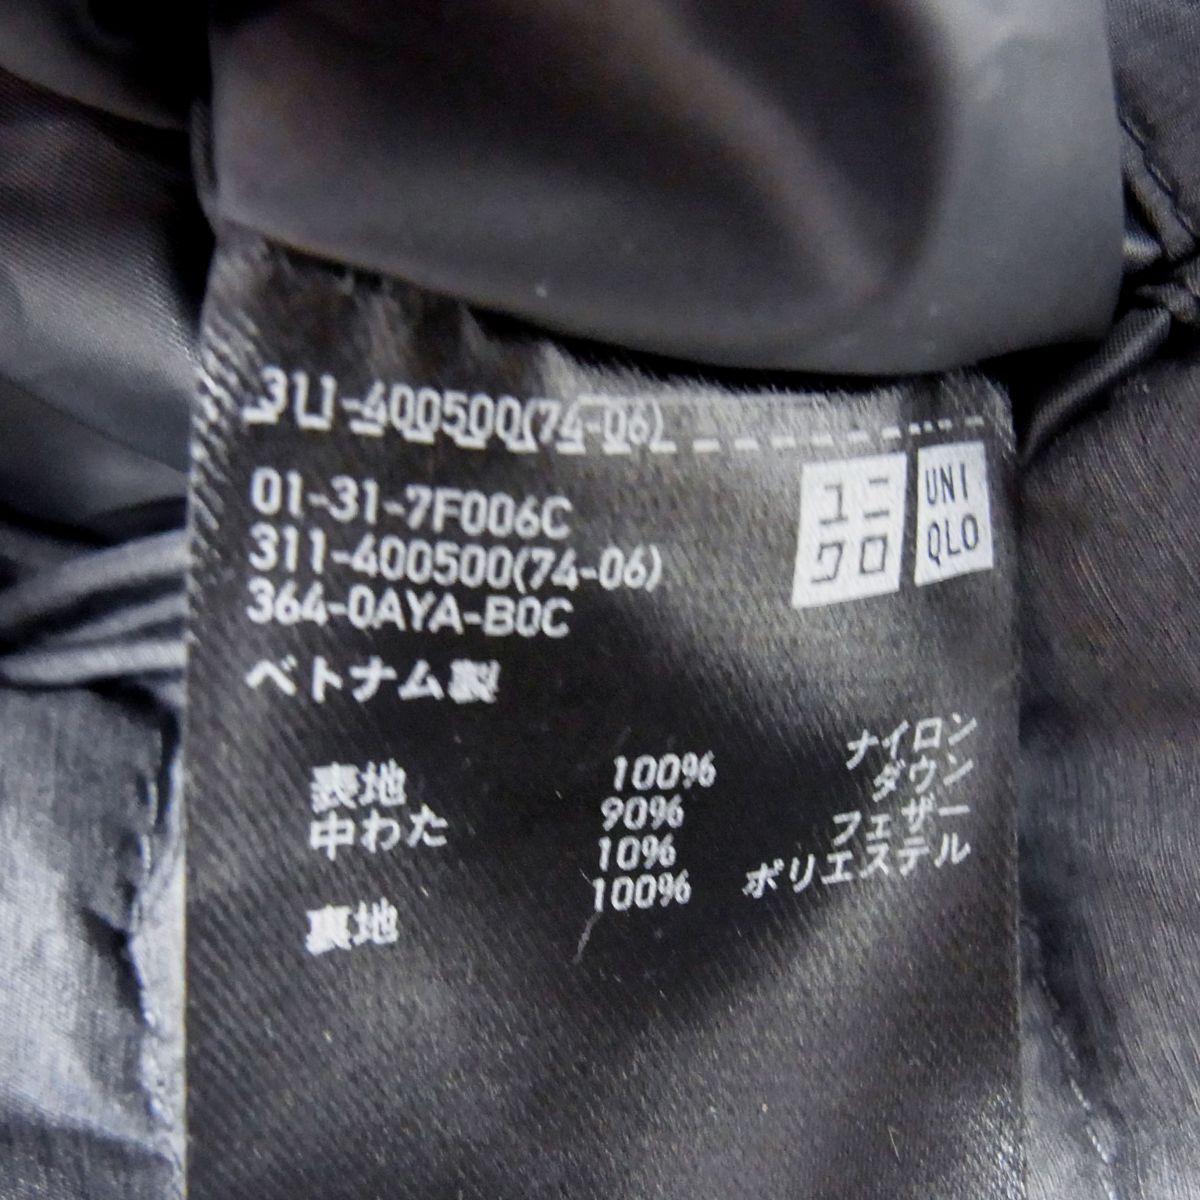 311-400500(74-06)
01-31-7F006C
311-400500(74-06)
364-0AYA-B0C
ユニ
クロ
UNI
QLO
ベトナム製
表地 100% ナイロン
中わた 90% ダウン
10% フェザー
裏地 100% ポリエステル